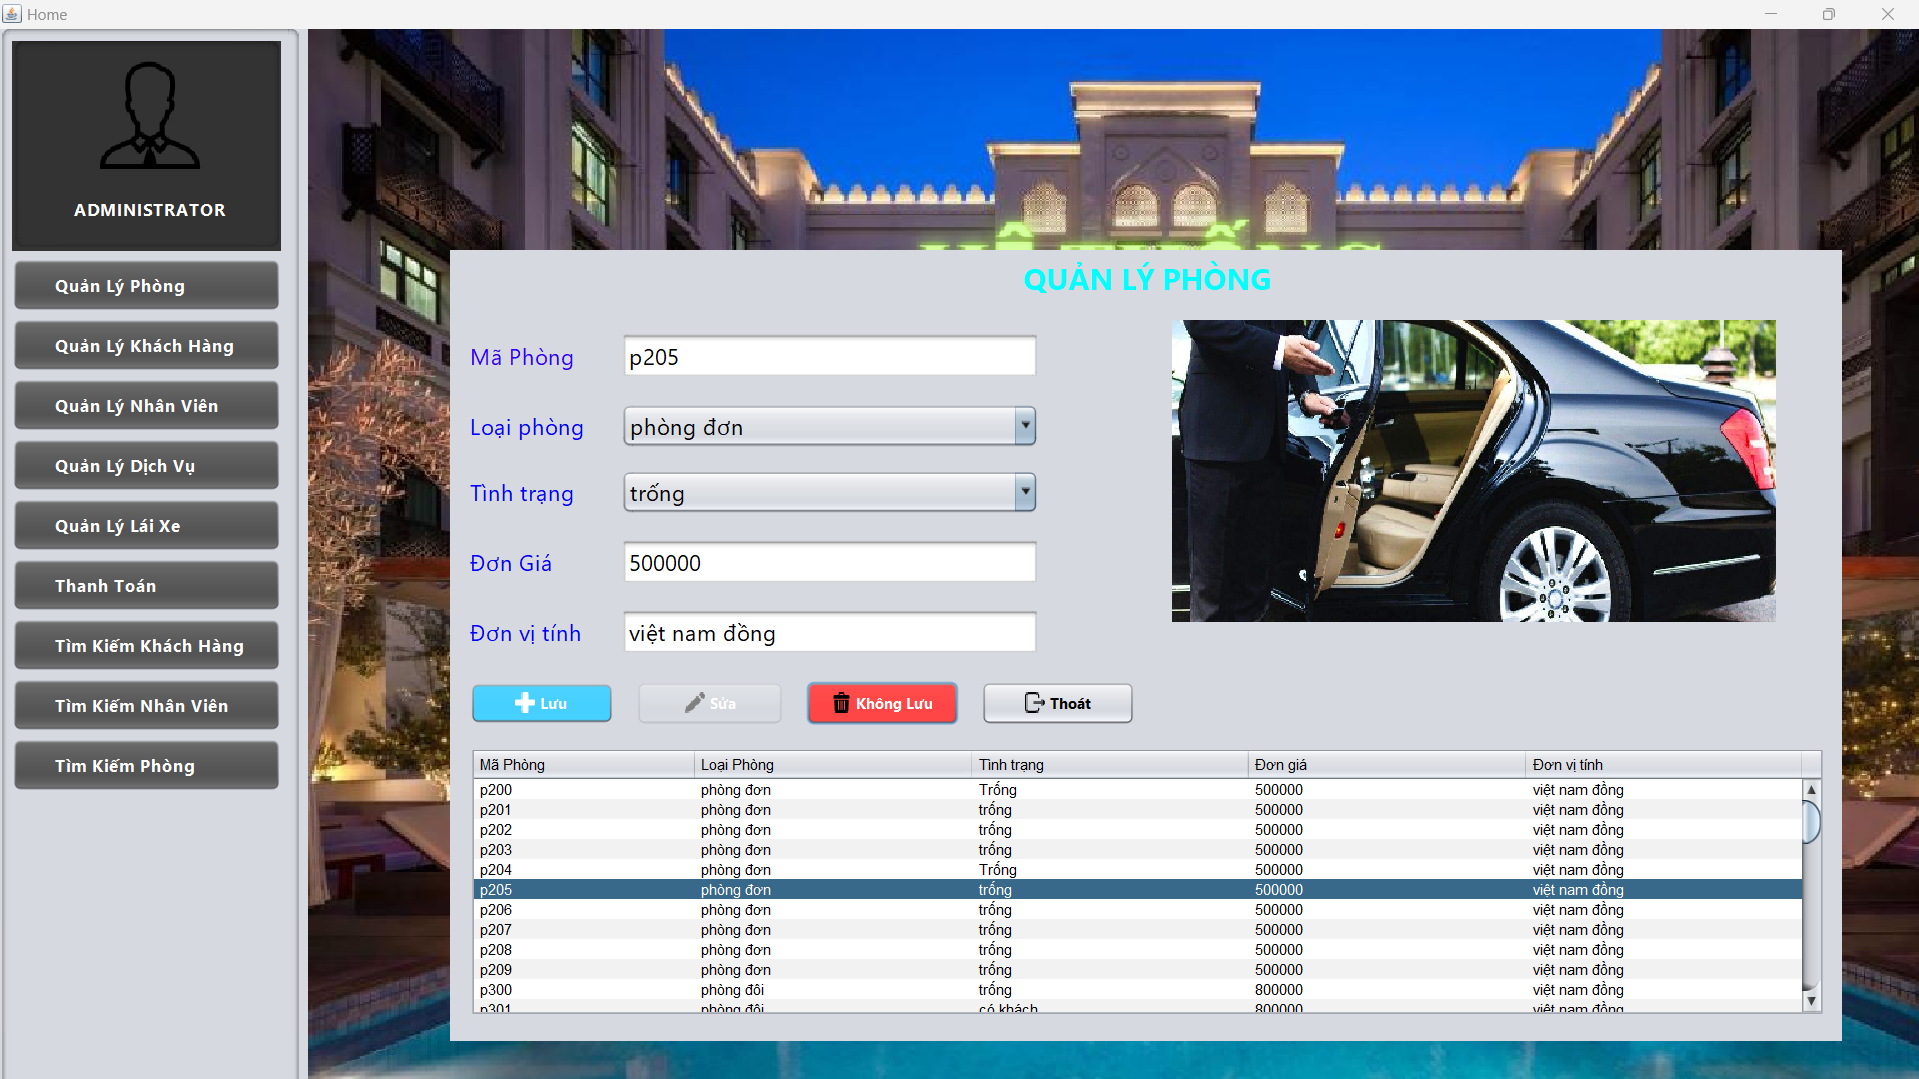 Home
ADMINISTRATOR
Quản Lý Phòng
Quản Lý Khách Hàng
Quản Lý Nhân Viên
Quản Lý Dịch Vụ
Quản Lý Lái Xe
Thanh Toán
Tìm Kiếm Khách Hàng
Tìm Kiếm Nhân Viên
Tìm Kiếm Phòng
QUẢN LÝ PHÒNG
Mã Phòng p205
Loại phòng phòng đơn
Tình trạng trống
Đơn Giá 500000
Đơn vị tính việt nam đồng
Lưu Sửa Không Lưu Thoát
Mã Phòng Loại Phòng Tình trạng Đơn giá Đơn vị tính
p200 phòng đơn Trống 500000 việt nam đồng
p201 phòng đơn trống 500000 việt nam đồng
p202 phòng đơn trống 500000 việt nam đồng
p203 phòng đơn trống 500000 việt nam đồng
p204 phòng đơn Trống 500000 việt nam đồng
p205 phòng đơn trống 500000 việt nam đồng
p206 phòng đơn trống 500000 việt nam đồng
p207 phòng đơn trống 500000 việt nam đồng
p208 phòng đơn trống 500000 việt nam đồng
p209 phòng đơn trống 500000 việt nam đồng
p300 phòng đôi trống 800000 việt nam đồng
p301 phòng đôi có khách 800000 việt nam đồng